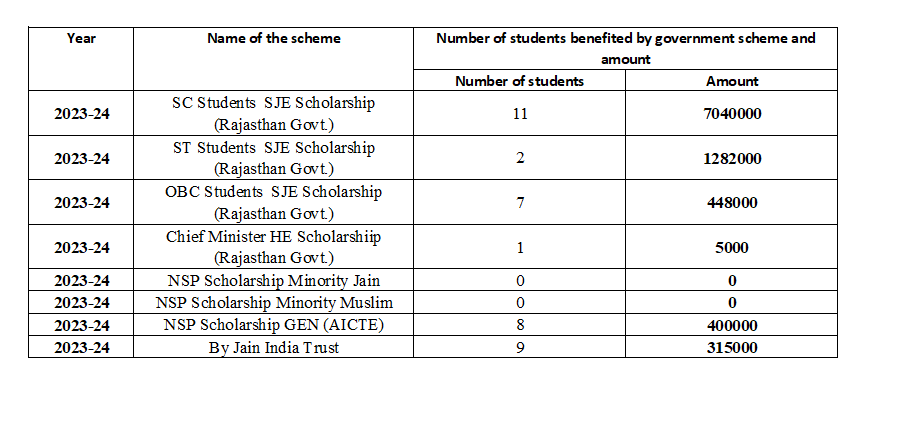 Year Name of the scheme Number of students benefited by government scheme and
amount
Number of students Amount
SC Students SJE Scholarship
2023-24 11 7040000
(Rajasthan Govt.)
ST Students SJE Scholarship
2023-24 2 1282000
(Rajasthan Govt.)
OBC Students SJE Scholarship
2023-24 7 448000
(Rajasthan Govt.)
Chief Minister HE Scholarshiip
2023-24 1 5000
(Rajasthan Govt.)
2023-24 NSP Scholarship Minority Jain 0 0
2023-24 NSP Scholarship Minority Muslim 0 0
2023-24 NSP Scholarship GEN (AICTE) 8 400000
2023-24 By Jain India Trust 9 315000